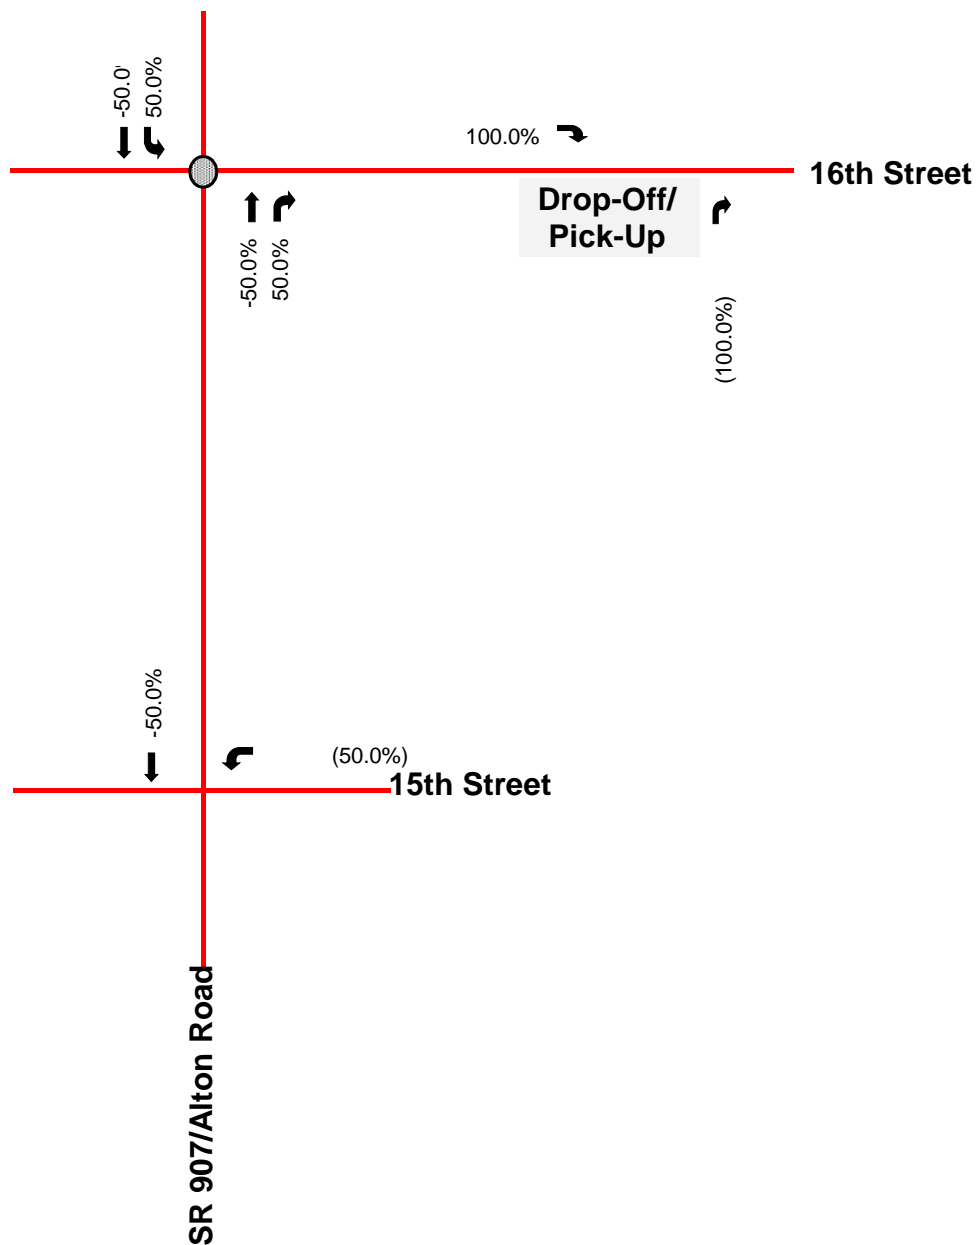 -50.0
50.0%
100.0%
16th Street
Drop-Off/
Pick-Up
-50.0%
50.0%
(100.0%)
-50.0%
(50.0%)
15th Street
SR 907/Alton Road